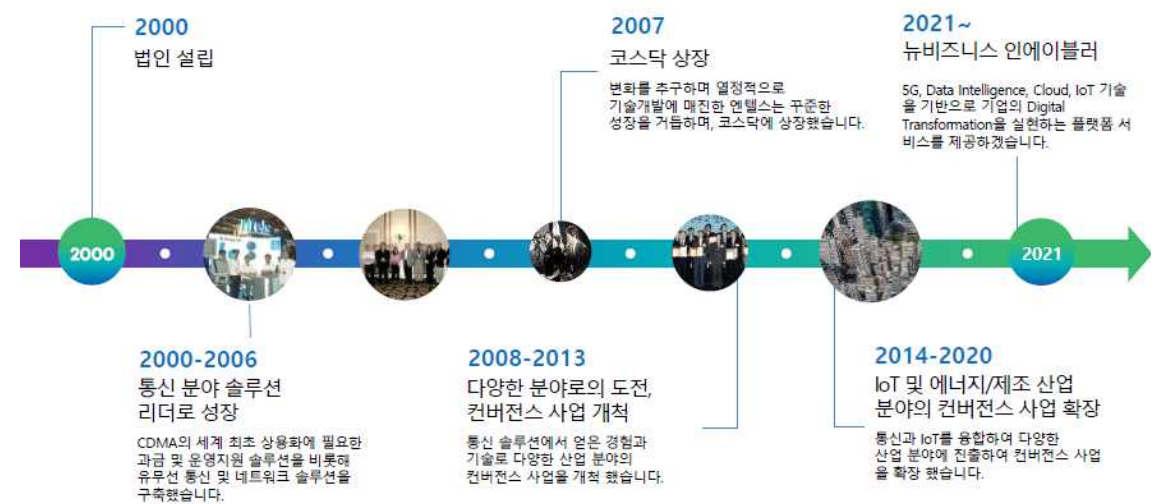 2000
법인 설립
2007
코스닥 상장
변화를 추구하며 열정적으로
기술개발에 매진한 엔텔스는 꾸준한
성장을 거듭하며, 코스닥에 상장했습니다.
2021~
뉴비즈니스 인에이블러
5G, Data Intelligence, Cloud, IoT 기술
을 기반으로 기업의 Digital
Transformation을 실현하는 플랫폼 서
비스를 제공하겠습니다.
2000
2021
2000-2006
통신 분야 솔루션
리더로 성장
CDMA의 세계 최초 상용화에 필요한
과금 및 운영지원 솔루션을 비롯해
유무선 통신 및 네트워크 솔루션을
구축했습니다.
2008-2013
다양한 분야로의 도전,
컨버전스 사업 개척
통신 솔루션에서 얻은 경험과
기술로 다양한 산업 분야의
컨버전스 사업을 개척 했습니다.
2014-2020
IoT 및 에너지/제조 산업
분야의 컨버전스 사업 확장
통신과 IoT를 융합하여 다양한
산업 분야에 진출하여 컨버전스 사업
을 확장 했습니다.